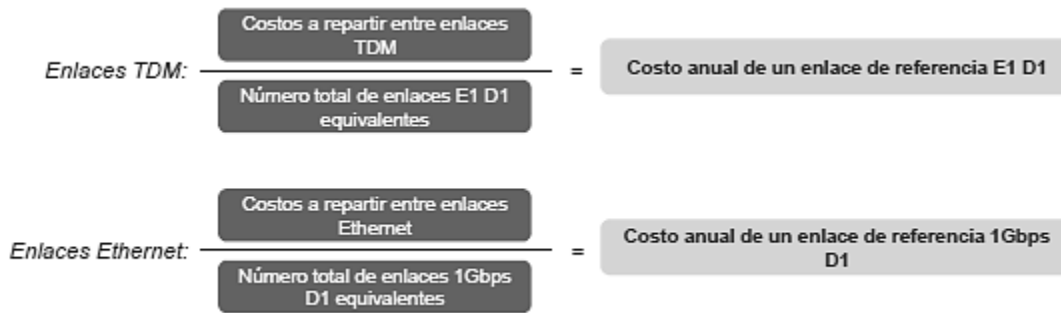 Costos a repartir entre enlaces
TDM
Enlaces TDM:
=
Costo anual de un enlace de referencia E1 D1
Número total de enlaces E1 D1
equivalentes
Costos a repartir entre enlaces
Ethernet
Enlaces Ethernet:
=
Costo anual de un enlace de referencia 1Gbps
D1
Número total de enlaces 1Gbps
D1 equivalentes